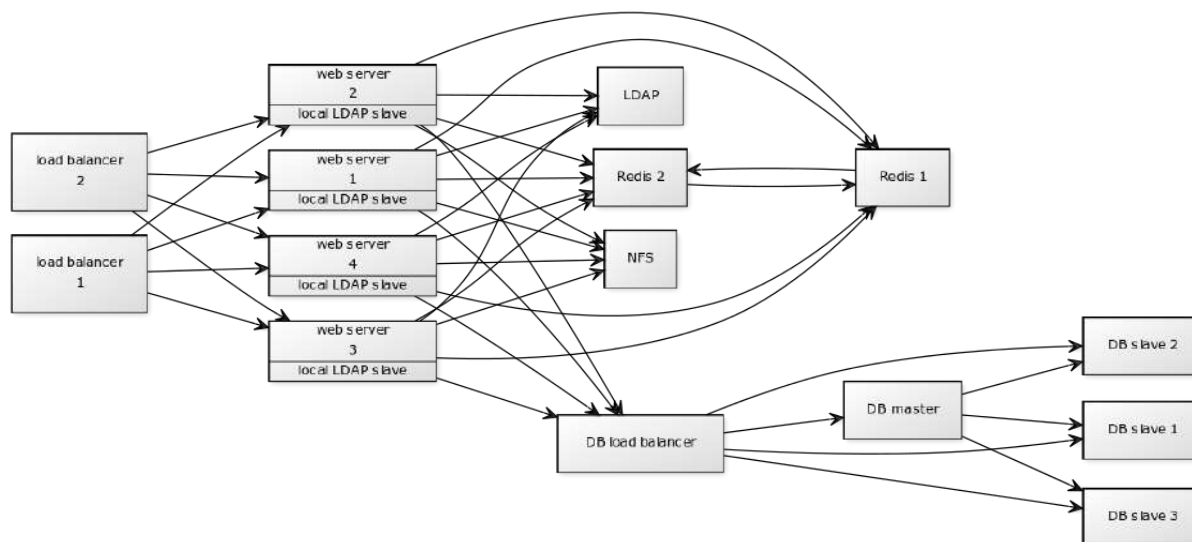 load balancer
2
load balancer
1
web server
2
local LDAP slave
web server
1
local LDAP slave
web server
4
local LDAP slave
web server
3
local LDAP slave
LDAP
Redis 2
NFS
Redis 1
DB load balancer
DB master
DB slave 2
DB slave 1
DB slave 3